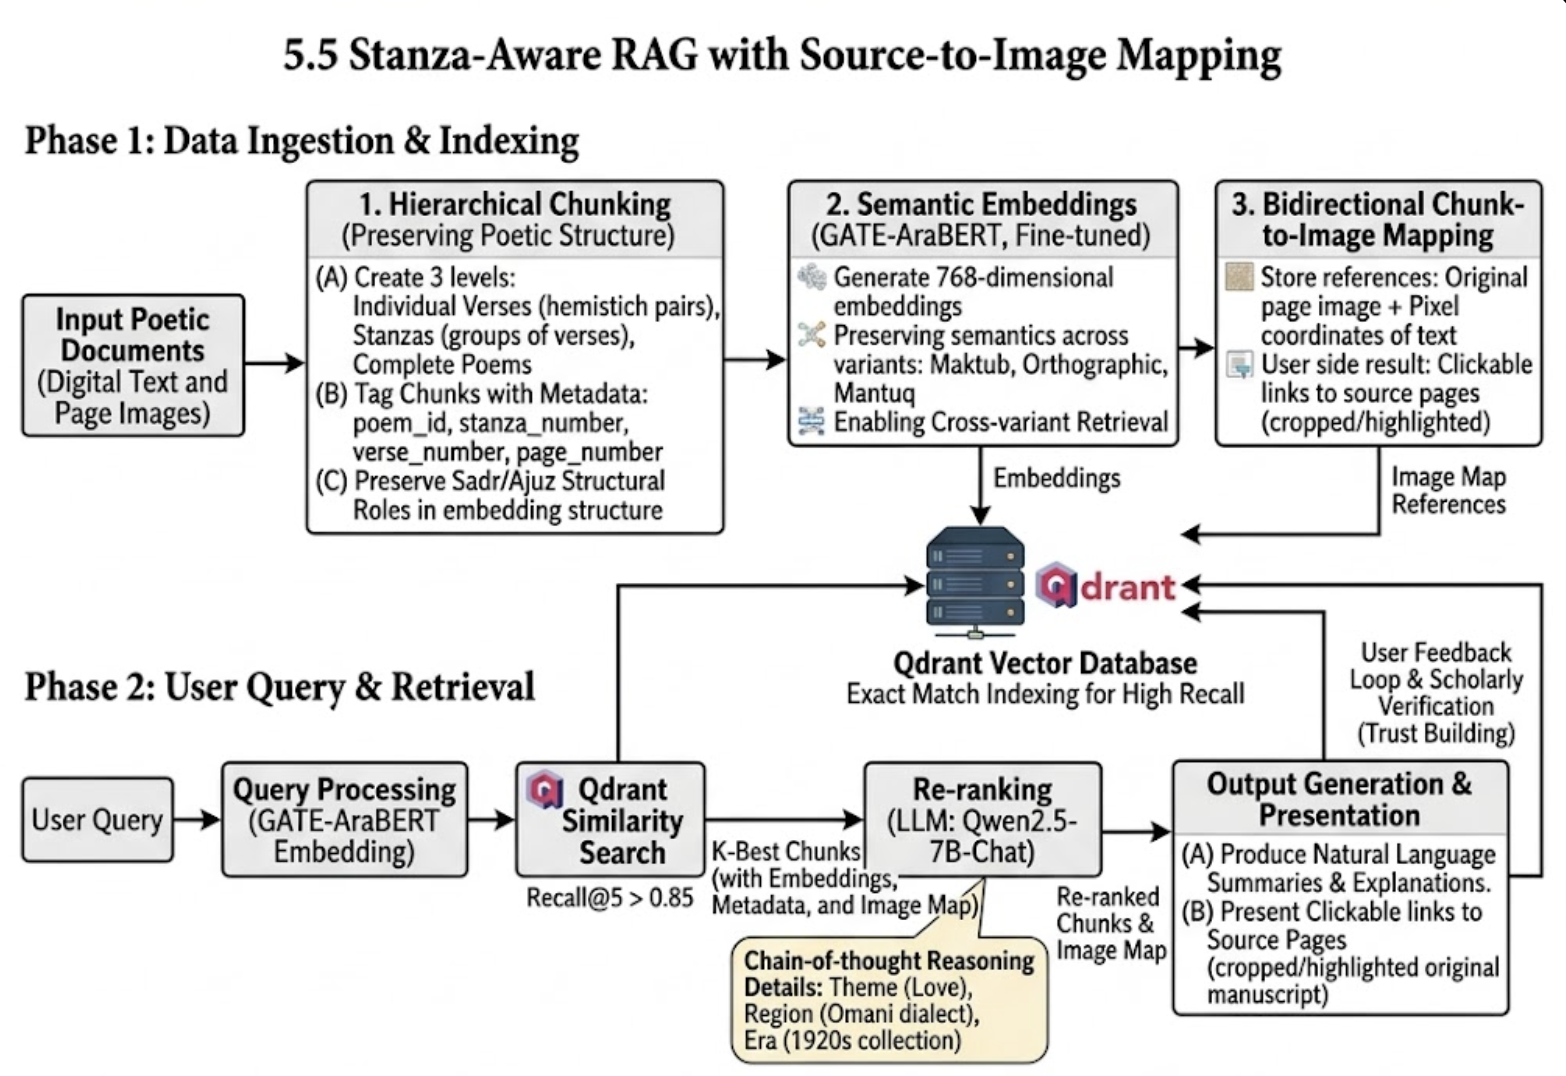 5.5 Stanza-Aware RAG with Source-to-Image Mapping
Phase 1: Data Ingestion & Indexing
Input Poetic
Documents
(Digital Text and
Page Images)
1. Hierarchical Chunking
(Preserving Poetic Structure)
(A) Create 3 levels:
Individual Verses (hemistich pairs),
Stanzas (groups of verses),
Complete Poems
(B) Tag Chunks with Metadata:
poem_id, stanza_number,
verse_number, page_number
(C) Preserve Sadr/Ajuz Structural
Roles in embedding structure
2. Semantic Embeddings
(GATE-AraBERT, Fine-tuned)
Generate 768-dimensional
embeddings
Preserving semantics across
variants: Maktub, Orthographic,
Mantuq
Enabling Cross-variant Retrieval
3. Bidirectional Chunk-
to-Image Mapping
Store references: Original
page image + Pixel
coordinates of text
User side result: Clickable
links to source pages
(cropped/highlighted)
Embeddings
Image Map
References
qdrant
Qdrant Vector Database
Exact Match Indexing for High Recall
Phase 2: User Query & Retrieval
User Query
Query Processing
(GATE-AraBERT
Embedding)
Qdrant
Similarity
Search
Recall@5 > 0.85
K-Best Chunks
(with Embeddings,
Metadata, and Image Map)
Re-ranking
(LLM: Qwen2.5-
7B-Chat)
Chain-of-thought Reasoning
Details: Theme (Love),
Region (Omani dialect),
Era (1920s collection)
Re-ranked
Chunks &
Image Map
User Feedback
Loop & Scholarly
Verification
(Trust Building)
Output Generation &
Presentation
(A) Produce Natural Language
Summaries & Explanations.
(B) Present Clickable links to
Source Pages
(cropped/highlighted original
manuscript)